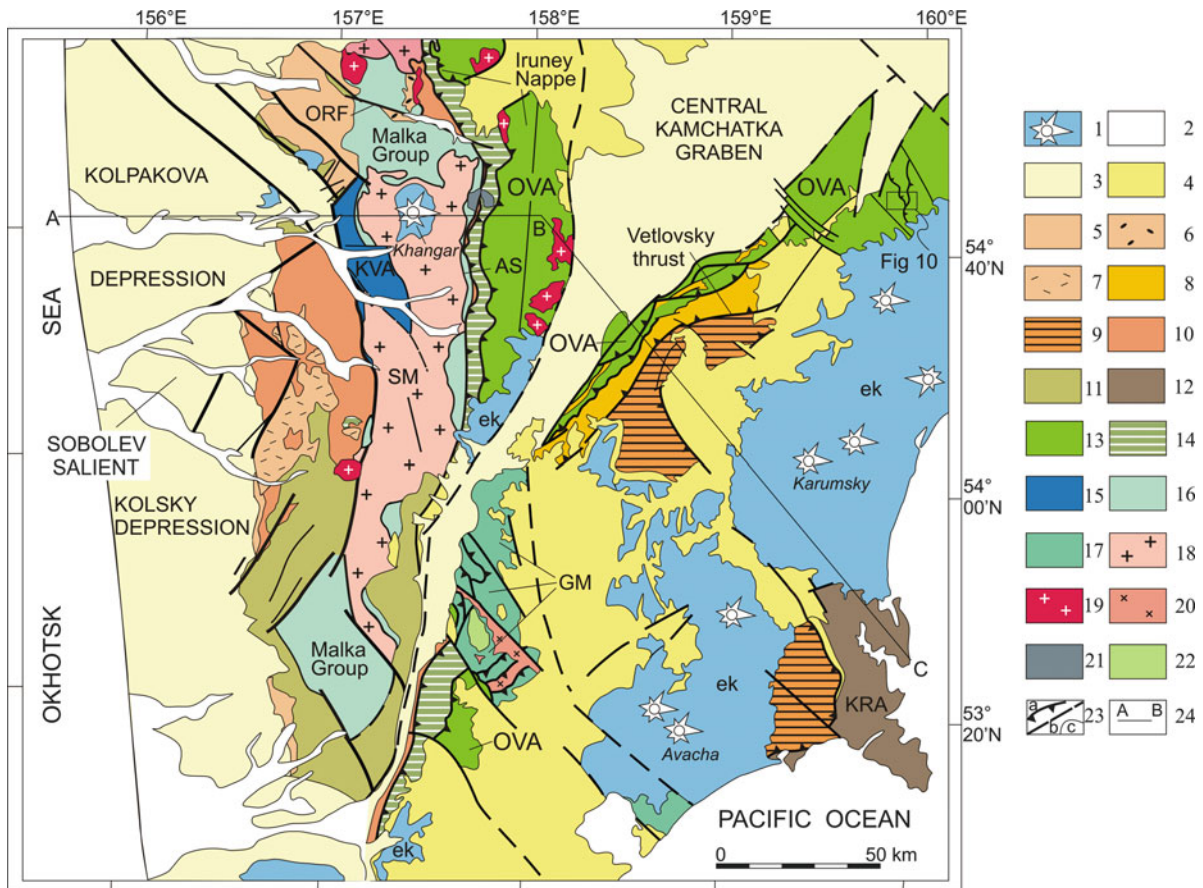 156°E 157°E 158°E 159°E 160°E
Iruney
Nappe
ORF
CENTRAL
KAMCHATKA
GRABEN
Malka
Group
KOLPAKOVA
OVA
OVA
A
B
Khangar
Vetlovsky
thrust
54°
40'N
Fig 10
KVA
AS
DEPRESSION
SEA
OVA
SM
ek
ek
SOBOLEV
SALIENT
Karumsky
KOLSKY
DEPRESSION
54°
00'N
GM
Malka
Group
ek
C
KRA
OKHOTSK
OVA
53°
20'N
Avacha
PACIFIC OCEAN
ek
0 50 km
1 2
3 4
5 6
7 8
9 10
11 12
13 14
15 16
17 18
19 20
21 22
a b c 23 A B 24